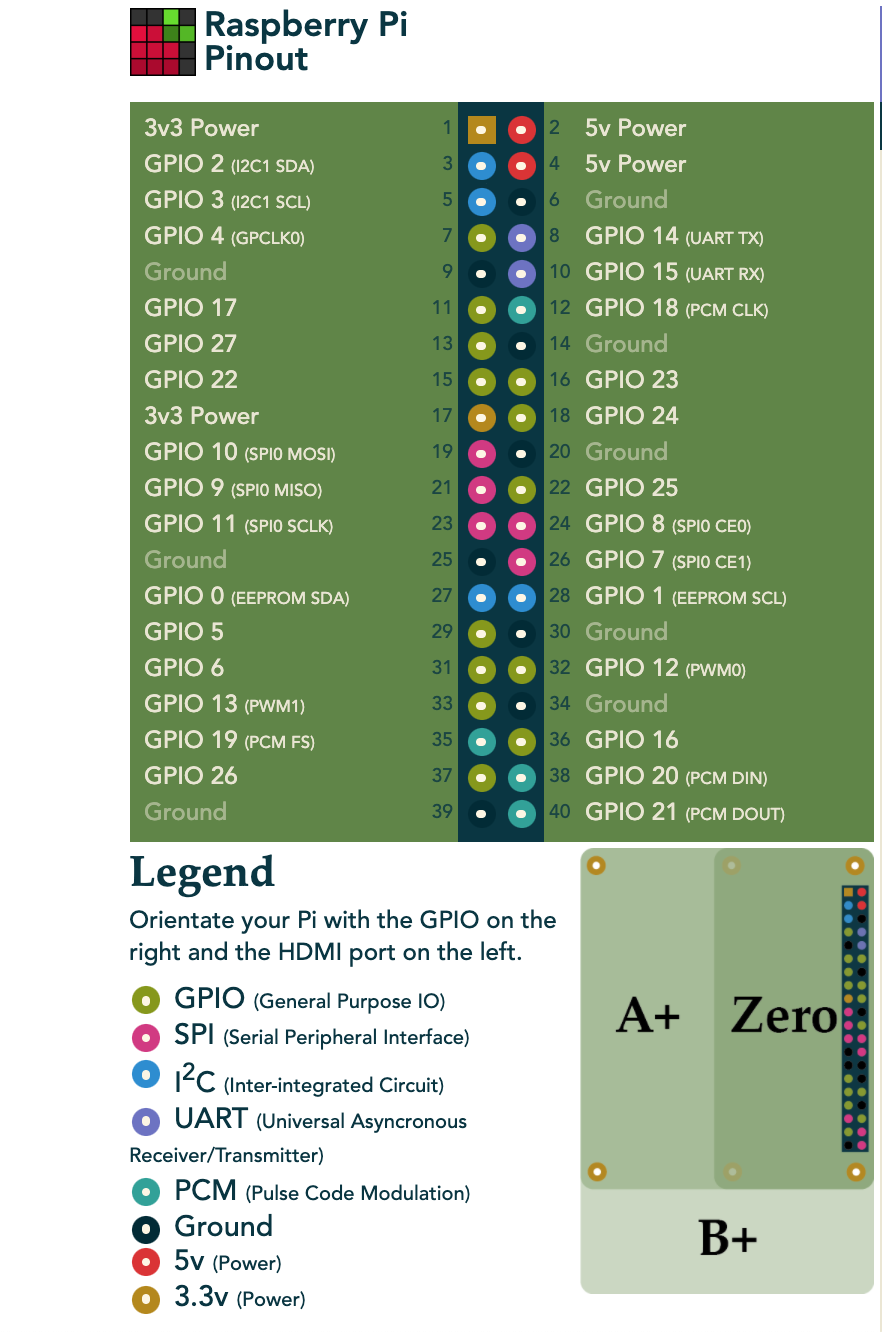 Raspberry Pi
Pinout
3v3 Power 1 2 5v Power
GPIO 2 (I2C1 SDA) 3 4 5v Power
GPIO 3 (I2C1 SCL) 5 6 Ground
GPIO 4 (GPCLK0) 7 8 GPIO 14 (UART TX)
Ground 9 10 GPIO 15 (UART RX)
GPIO 17 11 12 GPIO 18 (PCM CLK)
GPIO 27 13 14 Ground
GPIO 22 15 16 GPIO 23
3v3 Power 17 18 GPIO 24
GPIO 10 (SPI0 MOSI) 19 20 Ground
GPIO 9 (SPI0 MISO) 21 22 GPIO 25
GPIO 11 (SPI0 SCLK) 23 24 GPIO 8 (SPI0 CE0)
Ground 25 26 GPIO 7 (SPI0 CE1)
GPIO 0 (EEPROM SDA) 27 28 GPIO 1 (EEPROM SCL)
GPIO 5 29 30 Ground
GPIO 6 31 32 GPIO 12 (PWM0)
GPIO 13 (PWM1) 33 34 Ground
GPIO 19 (PCM FS) 35 36 GPIO 16
GPIO 26 37 38 GPIO 20 (PCM DIN)
Ground 39 40 GPIO 21 (PCM DOUT)
Legend
Orientate your Pi with the GPIO on the
right and the HDMI port on the left.
GPIO (General Purpose IO)
SPI (Serial Peripheral Interface)
I²C (Inter-integrated Circuit)
UART (Universal Asyncronous
Receiver/Transmitter)
PCM (Pulse Code Modulation)
Ground
5v (Power)
3.3v (Power)
A+ Zero
B+